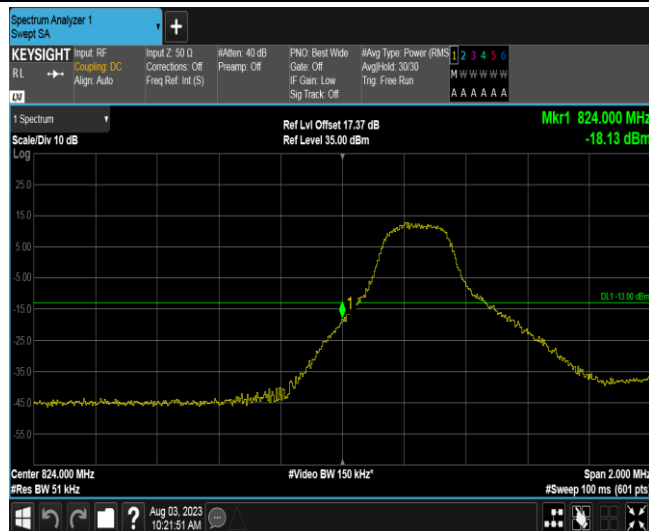 Spectrum Analyzer 1
Swept SA
KEYSIGHT
RL
LXI
Input: RF
Coupling: DC
Align: Auto
Input Z: 50 Ω
Corrections: Off
Freq Ref: Int (S)
#Atten: 40 dB
Preamp: Off
PNO: Best Wide
Gate: Off
IF Gain: Low
Sig Track: Off
#Avg Type: Power (RMS
Avg|Hold: 30/30
Trig: Free Run
1 2 3 4 5 6
M W W W W W
A A A A A A
1 Spectrum
Scale/Div 10 dB
Log
Ref Lvl Offset 17.37 dB
Ref Level 35.00 dBm
Mkr1 824.000 MHz
-18.13 dBm
25.0
15.0
5.00
-5.00
DL1 -13.00 dBm
1
-15.0
-25.0
-35.0
-45.0
-55.0
Center 824.000 MHz
#Video BW 150 kHz*
Span 2.000 MHz
#Res BW 51 kHz
#Sweep 100 ms (601 pts)
? Aug 03, 2023
10:21:51 AM